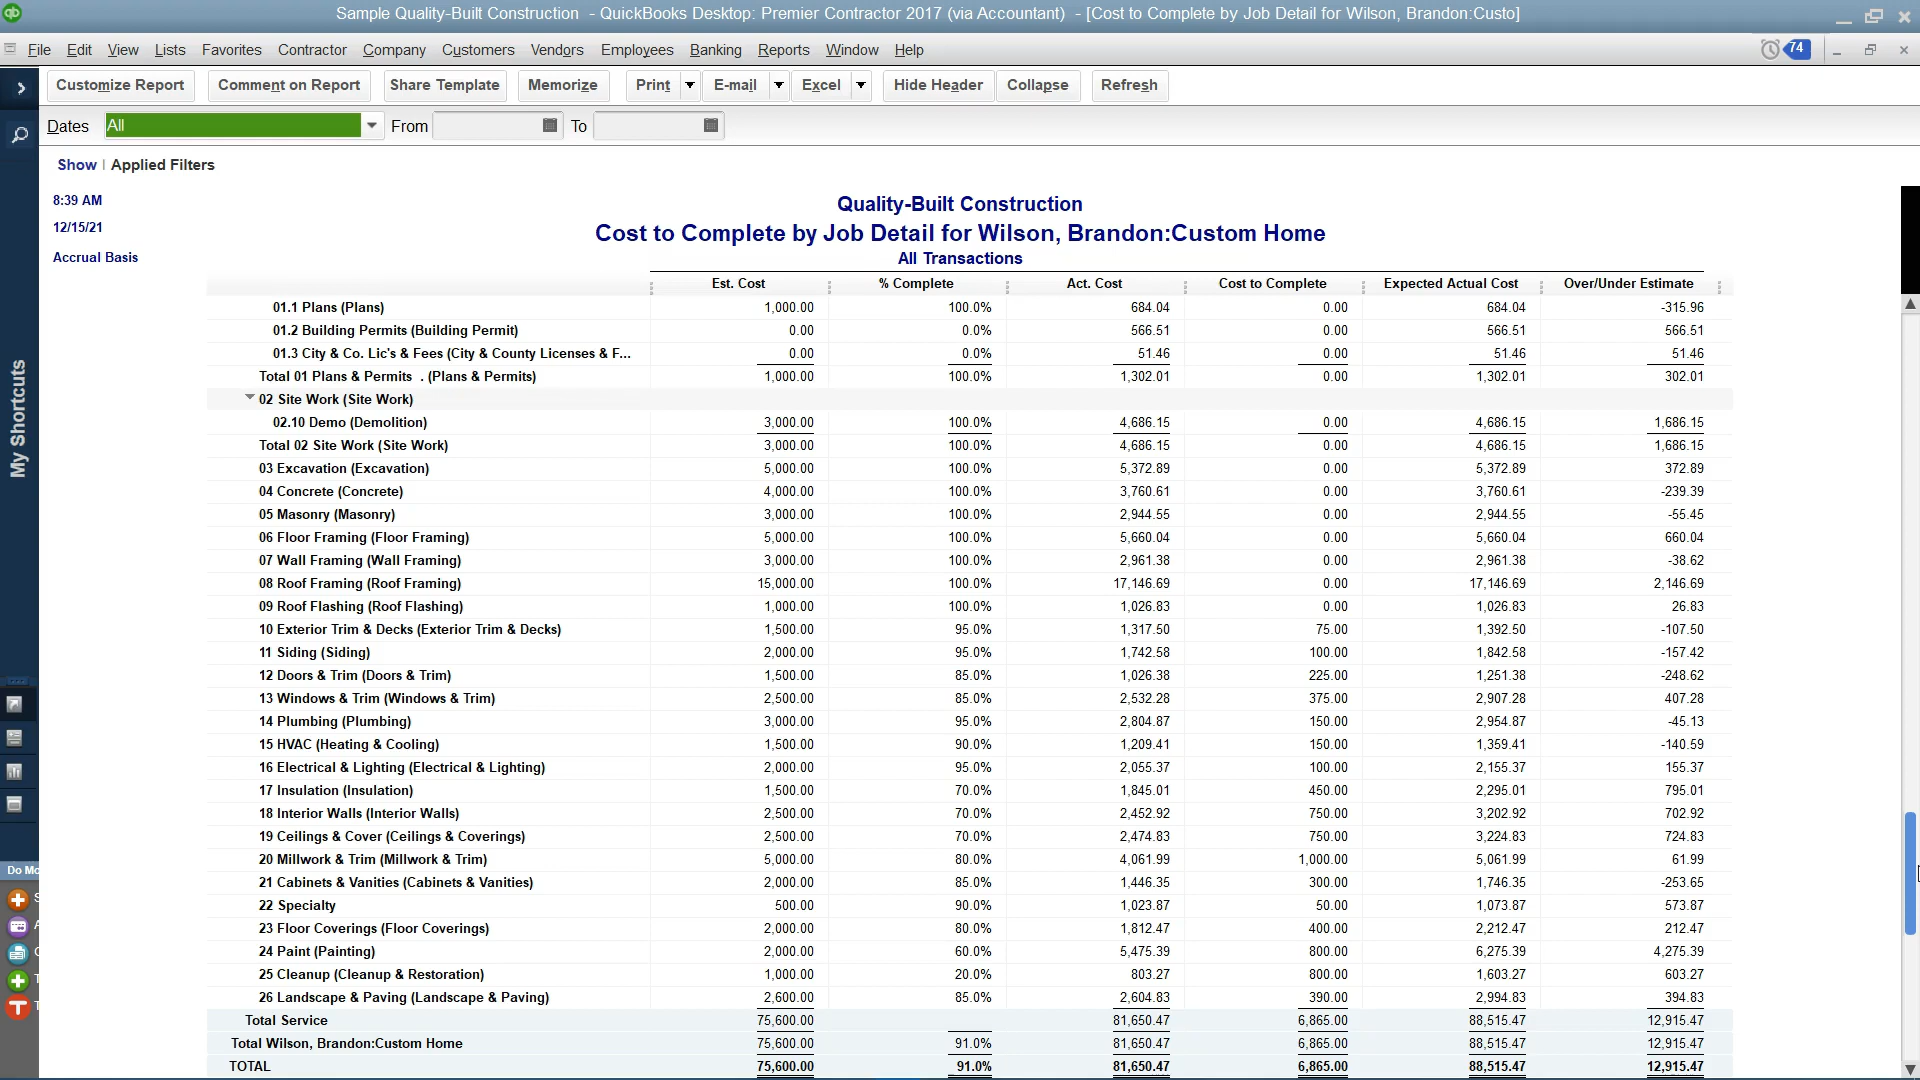 Sample Quality-Built Construction - QuickBooks Desktop: Premier Contractor 2017 (via Accountant) - [Cost to Complete by Job Detail for Wilson, Brandon:Custo]
File Edit View Lists Favorites Contractor Company Customers Vendors Employees Banking Reports Window Help 74
Customize Report Comment on Report Share Template Memorize Print E-mail Excel Hide Header Collapse Refresh
Dates All From To
Show | Applied Filters
8:39 AM
12/15/21
Accrual Basis
Quality-Built Construction
Cost to Complete by Job Detail for Wilson, Brandon:Custom Home
All Transactions
Est. Cost % Complete Act. Cost Cost to Complete Expected Actual Cost Over/Under Estimate
01.1 Plans (Plans) 1,000.00 100.0% 684.04 0.00 684.04 -315.96
01.2 Building Permits (Building Permit) 0.00 0.0% 566.51 0.00 566.51 566.51
01.3 City & Co. Lic's & Fees (City & County Licenses & F... 0.00 0.0% 51.46 0.00 51.46 51.46
Total 01 Plans & Permits . (Plans & Permits) 1,000.00 100.0% 1,302.01 0.00 1,302.01 302.01
02 Site Work (Site Work)
02.10 Demo (Demolition) 3,000.00 100.0% 4,686.15 0.00 4,686.15 1,686.15
Total 02 Site Work (Site Work) 3,000.00 100.0% 4,686.15 0.00 4,686.15 1,686.15
03 Excavation (Excavation) 5,000.00 100.0% 5,372.89 0.00 5,372.89 372.89
04 Concrete (Concrete) 4,000.00 100.0% 3,760.61 0.00 3,760.61 -239.39
05 Masonry (Masonry) 3,000.00 100.0% 2,944.55 0.00 2,944.55 -55.45
06 Floor Framing (Floor Framing) 5,000.00 100.0% 5,660.04 0.00 5,660.04 660.04
07 Wall Framing (Wall Framing) 3,000.00 100.0% 2,961.38 0.00 2,961.38 -38.62
08 Roof Framing (Roof Framing) 15,000.00 100.0% 17,146.69 0.00 17,146.69 2,146.69
09 Roof Flashing (Roof Flashing) 1,000.00 100.0% 1,026.83 0.00 1,026.83 26.83
10 Exterior Trim & Decks (Exterior Trim & Decks) 1,500.00 95.0% 1,317.50 75.00 1,392.50 -107.50
11 Siding (Siding) 2,000.00 95.0% 1,742.58 100.00 1,842.58 -157.42
12 Doors & Trim (Doors & Trim) 1,500.00 85.0% 1,026.38 225.00 1,251.38 -248.62
13 Windows & Trim (Windows & Trim) 2,500.00 85.0% 2,532.28 375.00 2,907.28 407.28
14 Plumbing (Plumbing) 3,000.00 95.0% 2,804.87 150.00 2,954.87 -45.13
15 HVAC (Heating & Cooling) 1,500.00 90.0% 1,209.41 150.00 1,359.41 -140.59
16 Electrical & Lighting (Electrical & Lighting) 2,000.00 95.0% 2,055.37 100.00 2,155.37 155.37
17 Insulation (Insulation) 1,500.00 70.0% 1,845.01 450.00 2,295.01 795.01
18 Interior Walls (Interior Walls) 2,500.00 70.0% 2,452.92 750.00 3,202.92 702.92
19 Ceilings & Cover (Ceilings & Coverings) 2,500.00 70.0% 2,474.83 750.00 3,224.83 724.83
20 Millwork & Trim (Millwork & Trim) 5,000.00 80.0% 4,061.99 1,000.00 5,061.99 61.99
21 Cabinets & Vanities (Cabinets & Vanities) 2,000.00 85.0% 1,446.35 300.00 1,746.35 -253.65
22 Specialty 500.00 90.0% 1,023.87 50.00 1,073.87 573.87
23 Floor Coverings (Floor Coverings) 2,000.00 80.0% 1,812.47 400.00 2,212.47 212.47
24 Paint (Painting) 2,000.00 60.0% 5,475.39 800.00 6,275.39 4,275.39
25 Cleanup (Cleanup & Restoration) 1,000.00 20.0% 803.27 800.00 1,603.27 603.27
26 Landscape & Paving (Landscape & Paving) 2,600.00 85.0% 2,604.83 390.00 2,994.83 394.83
Total Service 75,600.00 81,650.47 6,865.00 88,515.47 12,915.47
Total Wilson, Brandon:Custom Home 75,600.00 91.0% 81,650.47 6,865.00 88,515.47 12,915.47
TOTAL 75,600.00 91.0% 81,650.47 6,865.00 88,515.47 12,915.47
My Shortcuts
Do Mo